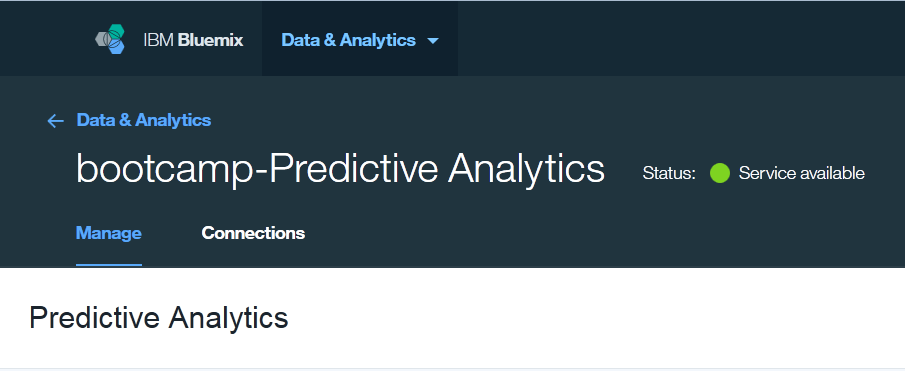 IBM Bluemix Data & Analytics
← Data & Analytics
bootcamp-Predictive Analytics Status: Service available
Manage Connections
Predictive Analytics